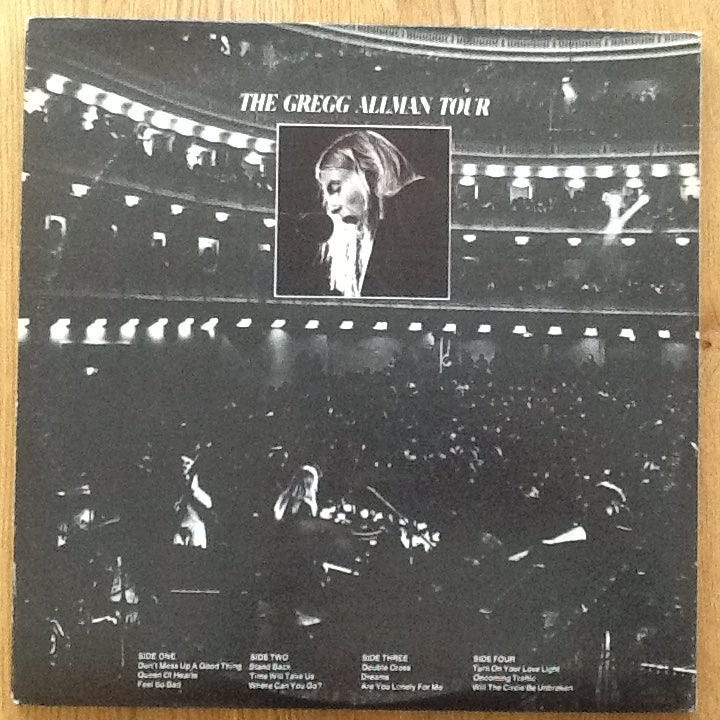 THE GREGG ALLMAN TOUR
SIDE ONE
Don't Mess Up A Good Thing
Queen Of Hearts
Feel So Bad
SIDE TWO
Stand Back
Time Will Take Us
Where Can You Go?
SIDE THREE
Double Cross
Dreams
Are You Lonely For Me
SIDE FOUR
Turn On Your Love Light
Oncoming Traffic
Will The Circle Be Unbroken